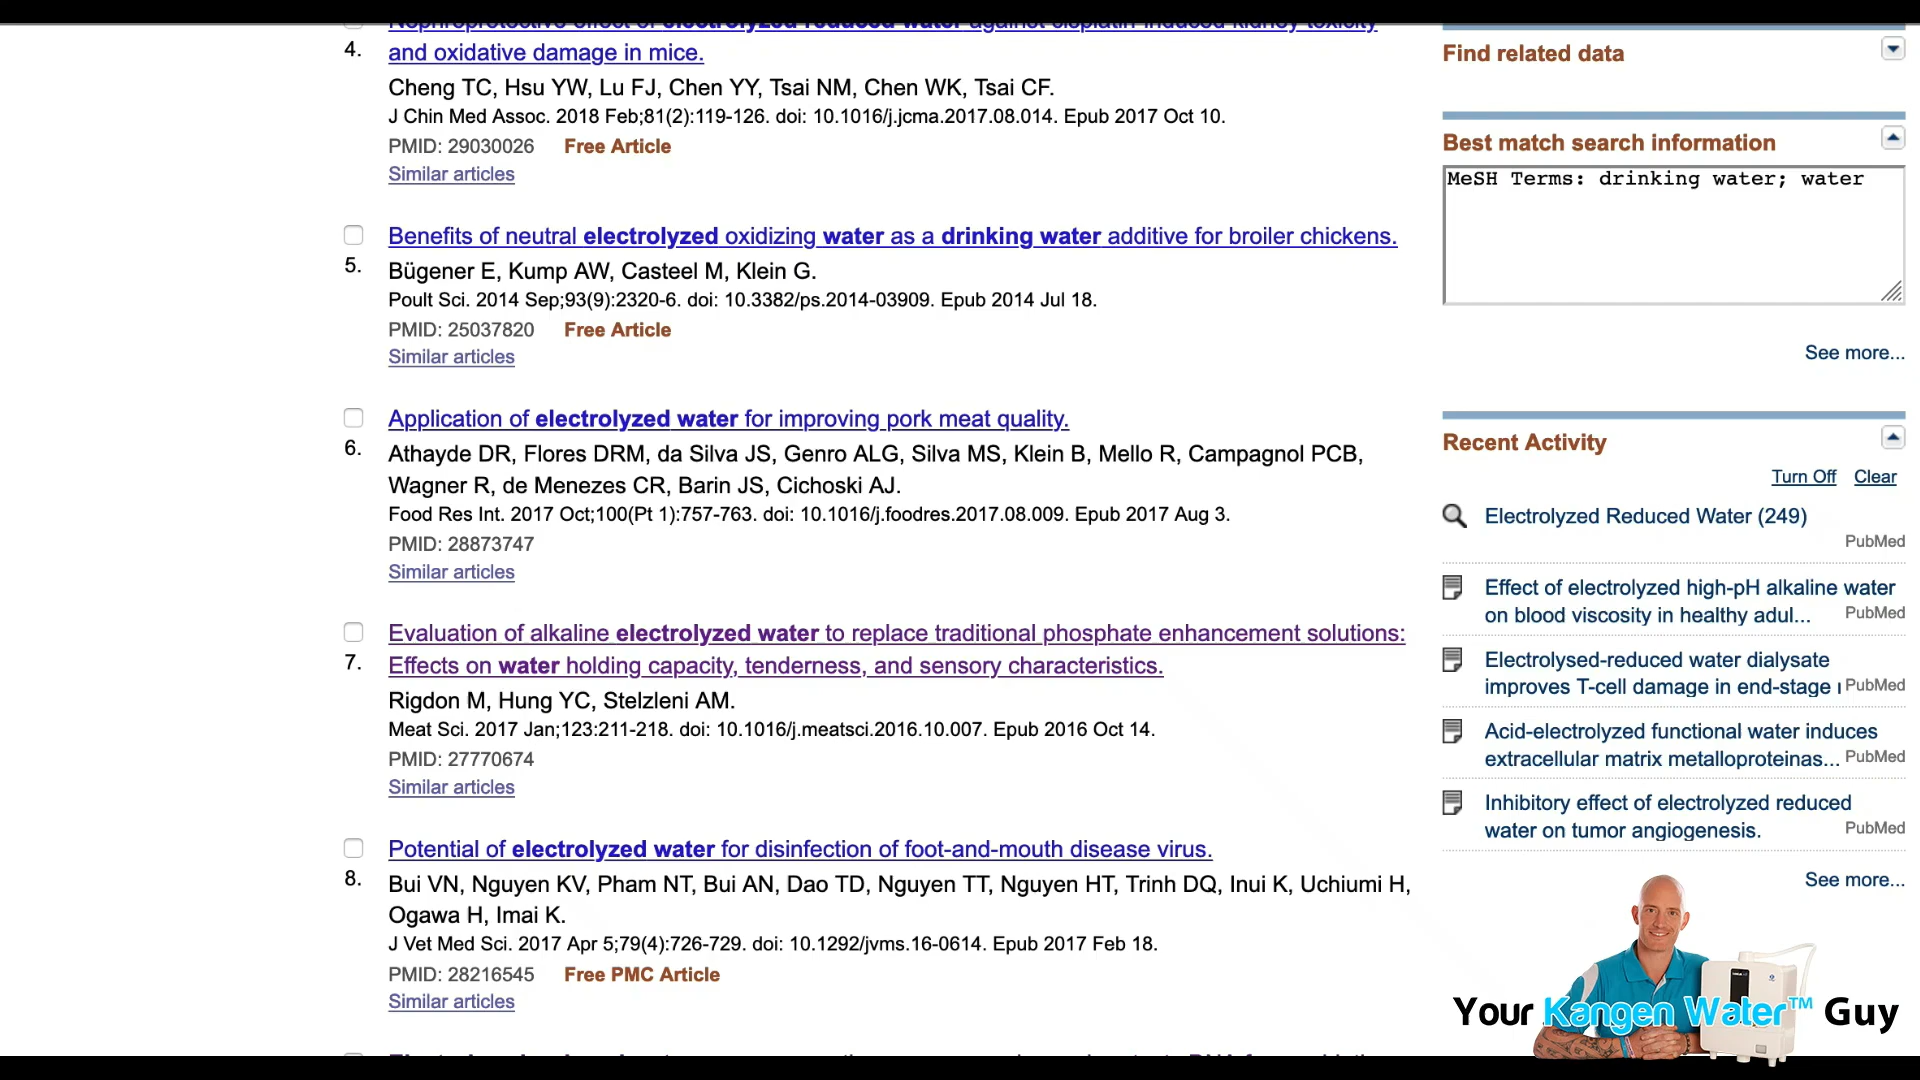 Nephroprotective effect of electrolyzed reduced water against cisplatin-induced kidney toxicity
4. and oxidative damage in mice.
Cheng TC, Hsu YW, Lu FJ, Chen YY, Tsai NM, Chen WK, Tsai CF.
J Chin Med Assoc. 2018 Feb;81(2):119-126. doi: 10.1016/j.jcma.2017.08.014. Epub 2017 Oct 10.
PMID: 29030026 Free Article
Similar articles
Benefits of neutral electrolyzed oxidizing water as a drinking water additive for broiler chickens.
5. Bügener E, Kump AW, Casteel M, Klein G.
Poult Sci. 2014 Sep;93(9):2320-6. doi: 10.3382/ps.2014-03909. Epub 2014 Jul 18.
PMID: 25037820 Free Article
Similar articles
Application of electrolyzed water for improving pork meat quality.
6. Athayde DR, Flores DRM, da Silva JS, Genro ALG, Silva MS, Klein B, Mello R, Campagnol PCB,
Wagner R, de Menezes CR, Barin JS, Cichoski AJ.
Food Res Int. 2017 Oct;100(Pt 1):757-763. doi: 10.1016/j.foodres.2017.08.009. Epub 2017 Aug 3.
PMID: 28873747
Similar articles
Evaluation of alkaline electrolyzed water to replace traditional phosphate enhancement solutions:
7. Effects on water holding capacity, tenderness, and sensory characteristics.
Rigdon M, Hung YC, Stelzleni AM.
Meat Sci. 2017 Jan;123:211-218. doi: 10.1016/j.meatsci.2016.10.007. Epub 2016 Oct 14.
PMID: 27770674
Similar articles
Potential of electrolyzed water for disinfection of foot-and-mouth disease virus.
8. Bui VN, Nguyen KV, Pham NT, Bui AN, Dao TD, Nguyen TT, Nguyen HT, Trinh DQ, Inui K, Uchiumi H,
Ogawa H, Imai K.
J Vet Med Sci. 2017 Apr 5;79(4):726-729. doi: 10.1292/jvms.16-0614. Epub 2017 Feb 18.
PMID: 28216545 Free PMC Article
Similar articles
Find related data
Best match search information
MeSH Terms: drinking water; water
See more...
Recent Activity
Turn Off Clear
Electrolyzed Reduced Water (249)
PubMed
Effect of electrolyzed high-pH alkaline water
on blood viscosity in healthy adul... PubMed
Electrolysed-reduced water dialysate
improves T-cell damage in end-stage PubMed
Acid-electrolyzed functional water induces
extracellular matrix metalloproteinas... PubMed
Inhibitory effect of electrolyzed reduced
water on tumor angiogenesis. PubMed
See more...
Your Kangen Water™ Guy